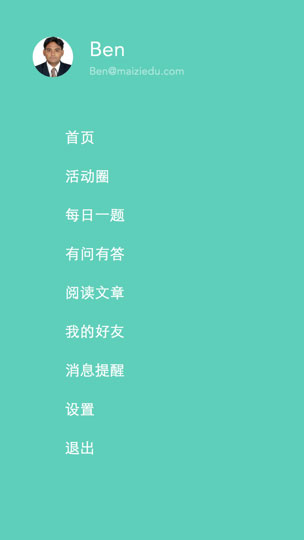 Ben
Ben@maiziedu.com
首页
活动圈
每日一题
有问有答
阅读文章
我的好友
消息提醒
设置
退出